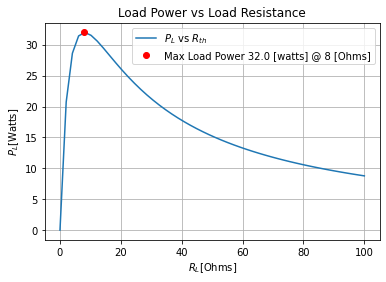 Load Power vs Load Resistance
P_L vs R_th
Max Load Power 32.0 [watts] @ 8 [Ohms]
P_L[Watts]
30
25
20
15
10
5
0
0 20 40 60 80 100
R_L[Ohms]